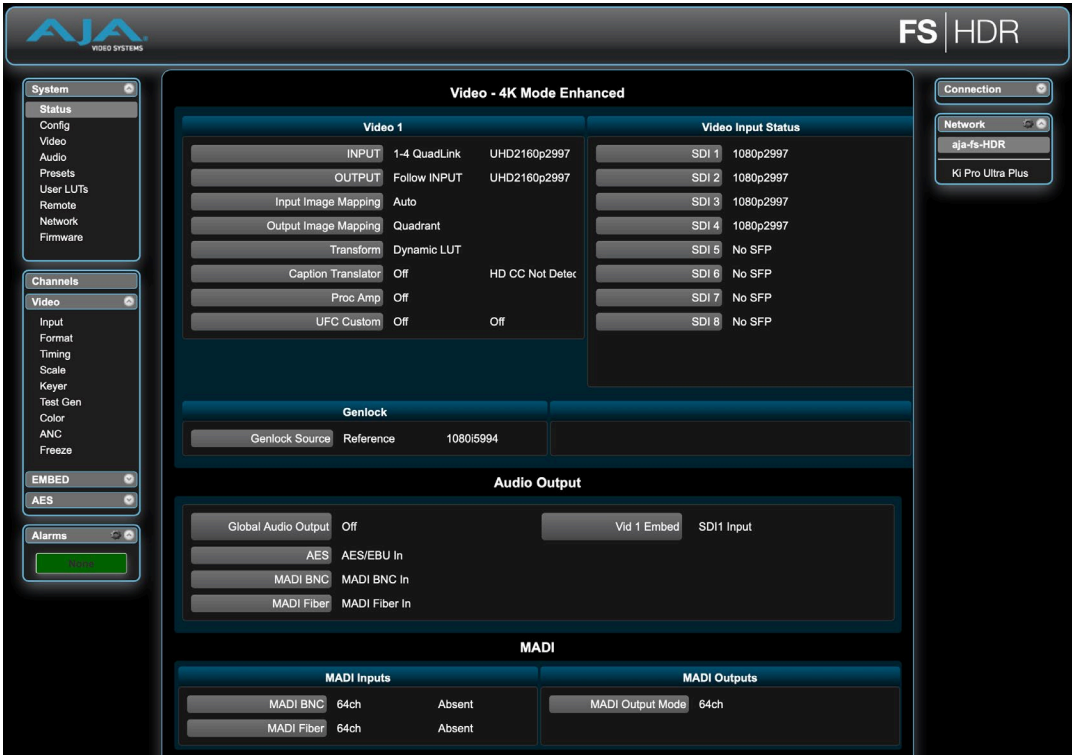 AJA
VIDEO SYSTEMS
FS | HDR
System
Status
Config
Video
Audio
Presets
User LUTs
Remote
Network
Firmware
Channels
Video
Input
Format
Timing
Scale
Keyer
Test Gen
Color
ANC
Freeze
EMBED
AES
Alarms
None
Video - 4K Mode Enhanced
Video 1
INPUT 1-4 QuadLink UHD2160p2997
OUTPUT Follow INPUT UHD2160p2997
Input Image Mapping Auto
Output Image Mapping Quadrant
Transform Dynamic LUT
Caption Translator Off HD CC Not Detec
Proc Amp Off
UFC Custom Off Off
Video Input Status
SDI 1 1080p2997
SDI 2 1080p2997
SDI 3 1080p2997
SDI 4 1080p2997
SDI 5 No SFP
SDI 6 No SFP
SDI 7 No SFP
SDI 8 No SFP
Genlock
Genlock Source Reference 1080i5994
Audio Output
Global Audio Output Off
Vid 1 Embed SDI1 Input
AES AES/EBU In
MADI BNC MADI BNC In
MADI Fiber MADI Fiber In
MADI
MADI Inputs
MADI BNC 64ch Absent
MADI Fiber 64ch Absent
MADI Outputs
MADI Output Mode 64ch
Connection
Network
aja-fs-HDR
Ki Pro Ultra Plus